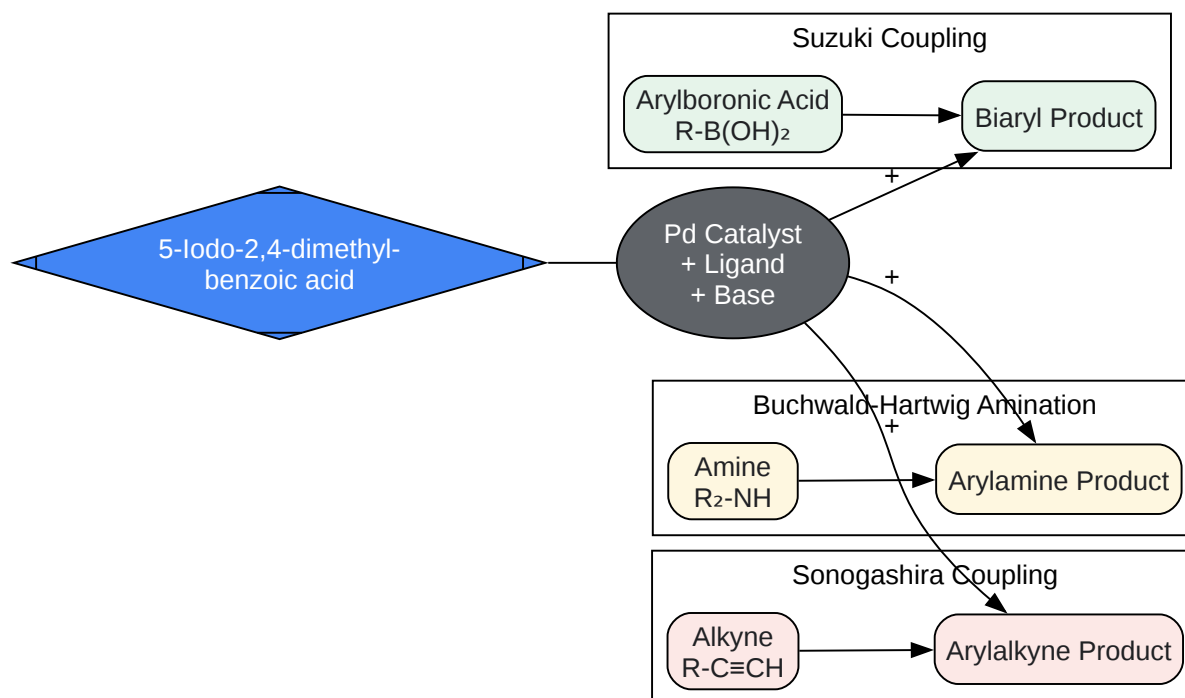 Suzuki Coupling
Arylboronic Acid
R-B(OH)₂
Biaryl Product
+
5-Iodo-2,4-dimethyl-
benzoic acid
Pd Catalyst
+ Ligand
+ Base
+
Buchwald-Hartwig Amination
+
Amine
R₂-NH
Arylamine Product
Sonogashira Coupling
Alkyne
R-C≡CH
Arylalkyne Product